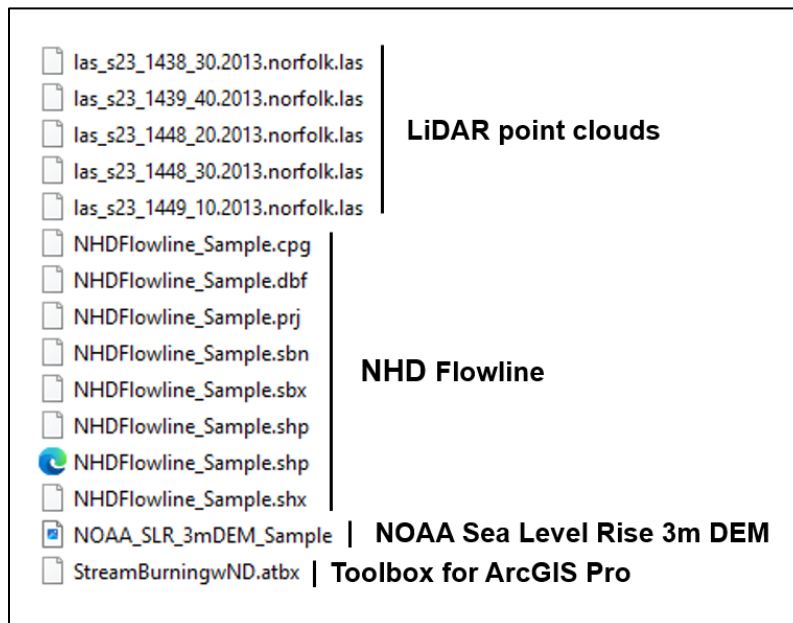 las_s23_1438_30.2013.norfolk.las
las_s23_1439_40.2013.norfolk.las
las_s23_1448_20.2013.norfolk.las
las_s23_1448_30.2013.norfolk.las
las_s23_1449_10.2013.norfolk.las
LiDAR point clouds
NHDFlowline_Sample.cpg
NHDFlowline_Sample.dbf
NHDFlowline_Sample.prj
NHDFlowline_Sample.sbn
NHDFlowline_Sample.sbx
NHDFlowline_Sample.shp
NHDFlowline_Sample.shp
NHDFlowline_Sample.shx
NHD Flowline
NOAA_SLR_3mDEM_Sample
NOAA Sea Level Rise 3m DEM
StreamBurningwND.atbx
Toolbox for ArcGIS Pro